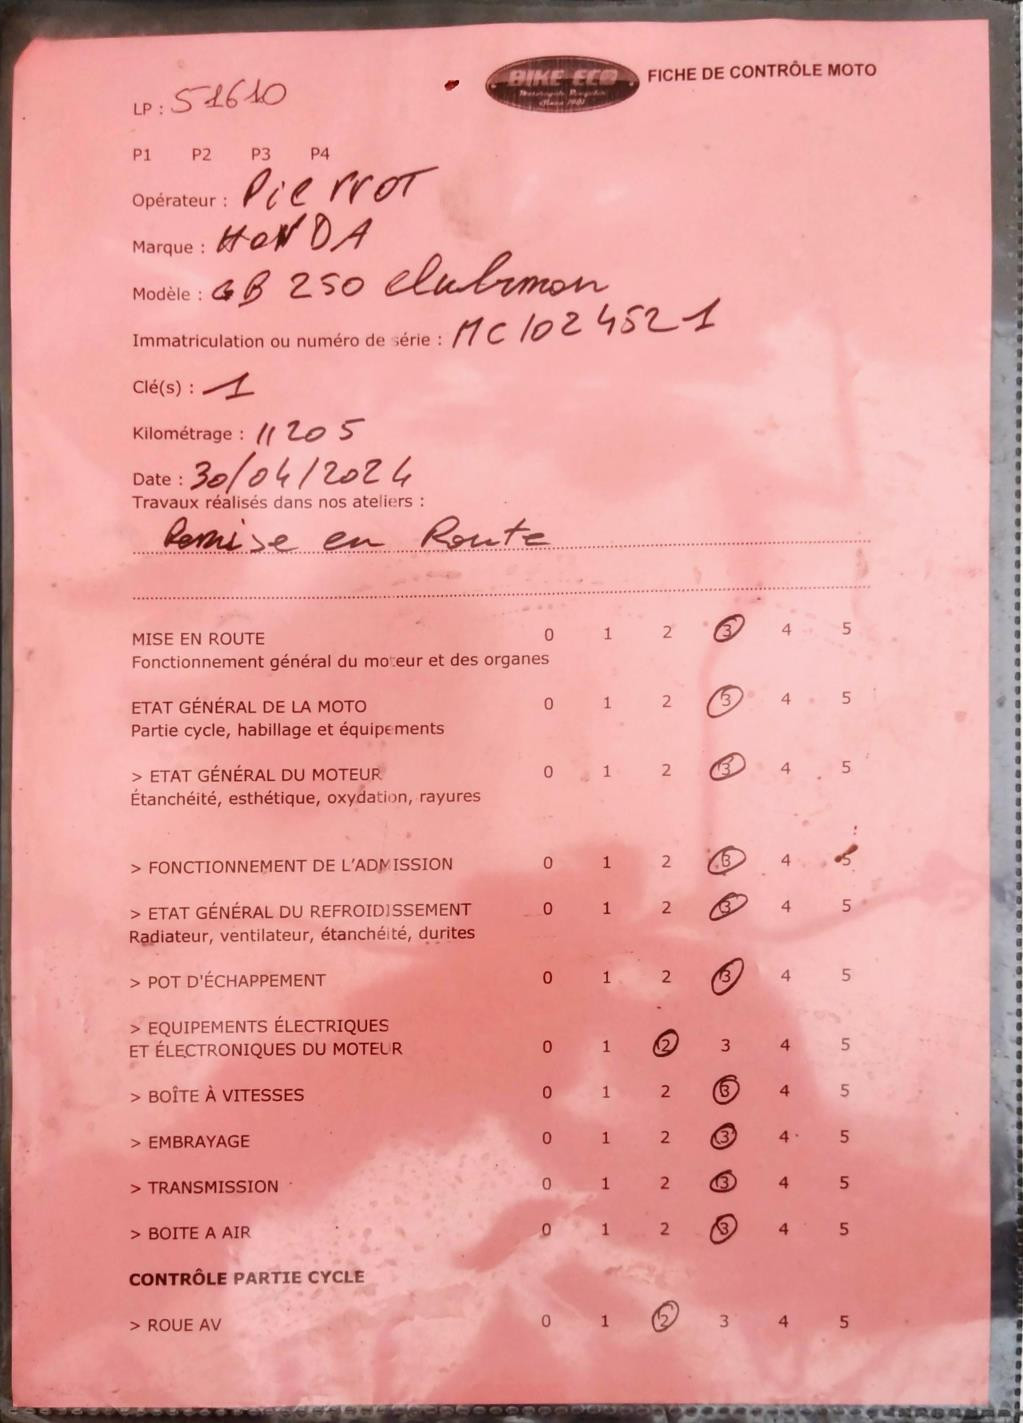 BIKE ECO
Motorcycle Recycler
Since 1981
FICHE DE CONTRÔLE MOTO
LP : 51610
P1 P2 P3 P4
Opérateur : Pierrot
Marque : HONDA
Modèle : GB 250 Clubman
Immatriculation ou numéro de série : MC1024521
Clé(s) : 1
Kilométrage : 11205
Date : 30/04/2024
Travaux réalisés dans nos ateliers :
Remise en Route
MISE EN ROUTE 0 1 2 3 4 5
Fonctionnement général du moteur et des organes
ETAT GÉNÉRAL DE LA MOTO 0 1 2 3 4 5
Partie cycle, habillage et équipements
> ETAT GÉNÉRAL DU MOTEUR 0 1 2 3 4 5
Étanchéité, esthétique, oxydation, rayures
> FONCTIONNEMENT DE L'ADMISSION 0 1 2 3 4 5
> ETAT GÉNÉRAL DU REFROIDISSEMENT 0 1 2 3 4 5
Radiateur, ventilateur, étanchéité, durites
> POT D'ÉCHAPPEMENT 0 1 2 3 4 5
> EQUIPEMENTS ÉLECTRIQUES
ET ÉLECTRONIQUES DU MOTEUR 0 1 2 3 4 5
> BOÎTE À VITESSES 0 1 2 3 4 5
> EMBRAYAGE 0 1 2 3 4 5
> TRANSMISSION 0 1 2 3 4 5
> BOITE A AIR 0 1 2 3 4 5
CONTRÔLE PARTIE CYCLE
> ROUE AV 0 1 2 3 4 5